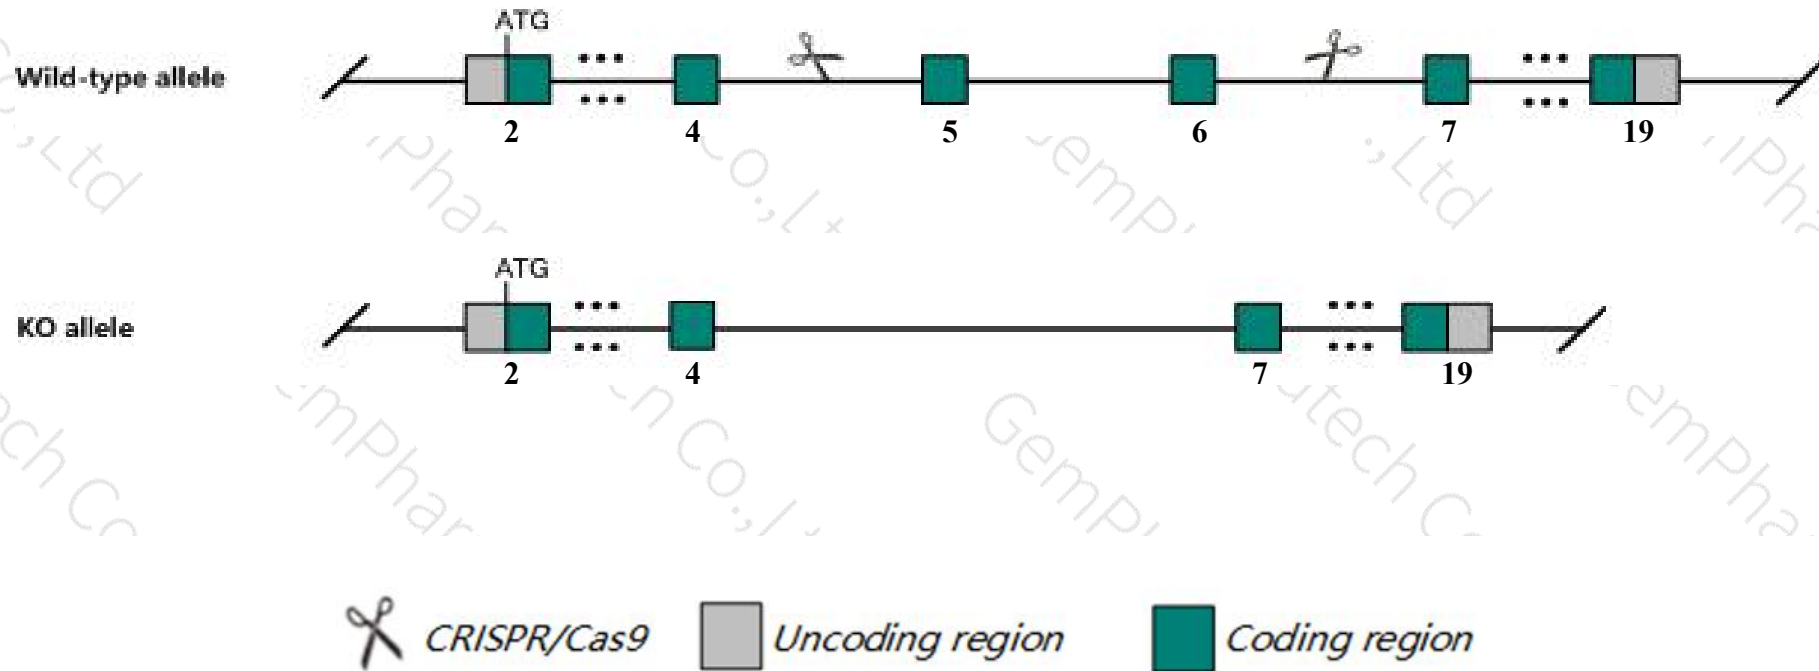 ATG
Wild-type allele
2 4 5 6 7 19
ATG
KO allele
2 4 7 19
CRISPR/Cas9 Uncoding region Coding region